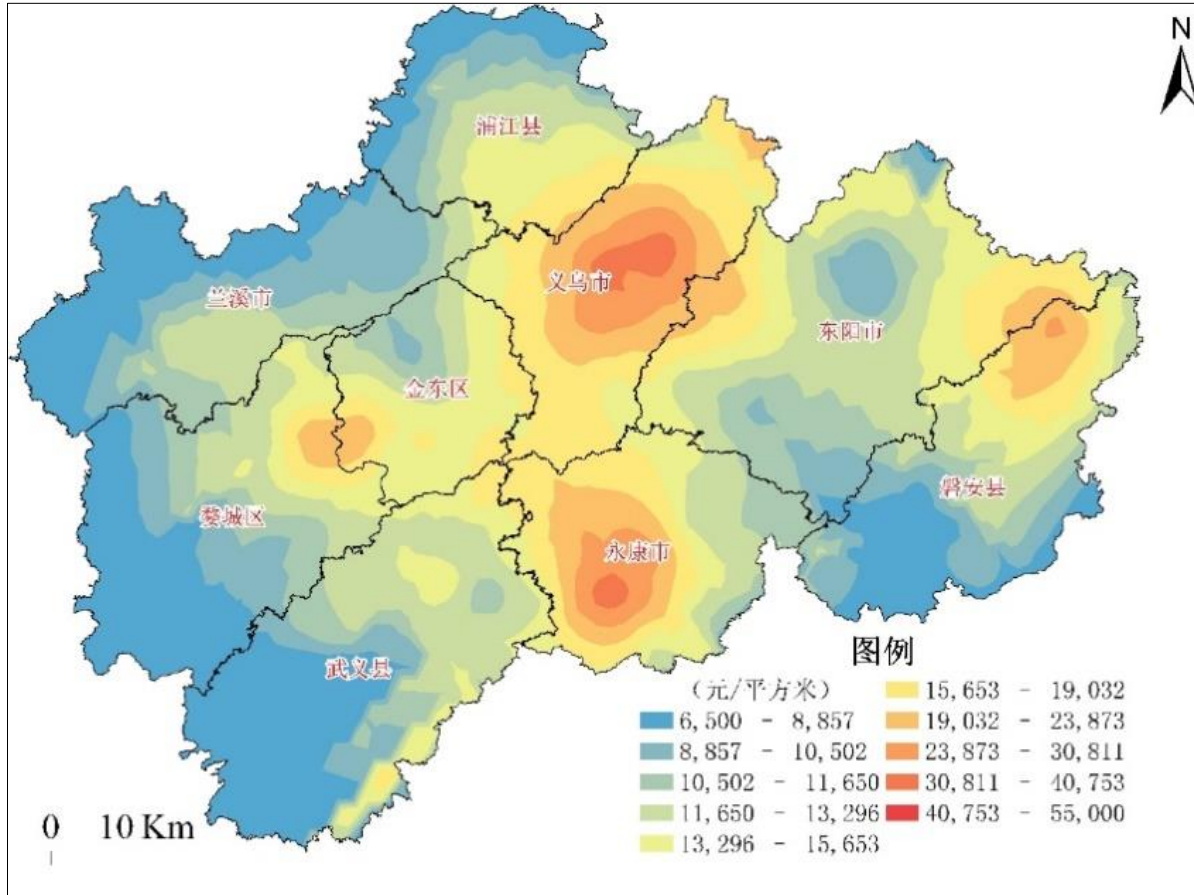 N
浦江县
义乌市
兰溪市
东阳市
金东区
婺城区
磐安县
永康市
武义县
图例
(元/平方米)
6,500 - 8,857
8,857 - 10,502
10,502 - 11,650
11,650 - 13,296
13,296 - 15,653
15,653 - 19,032
19,032 - 23,873
23,873 - 30,811
30,811 - 40,753
40,753 - 55,000
0 10 Km